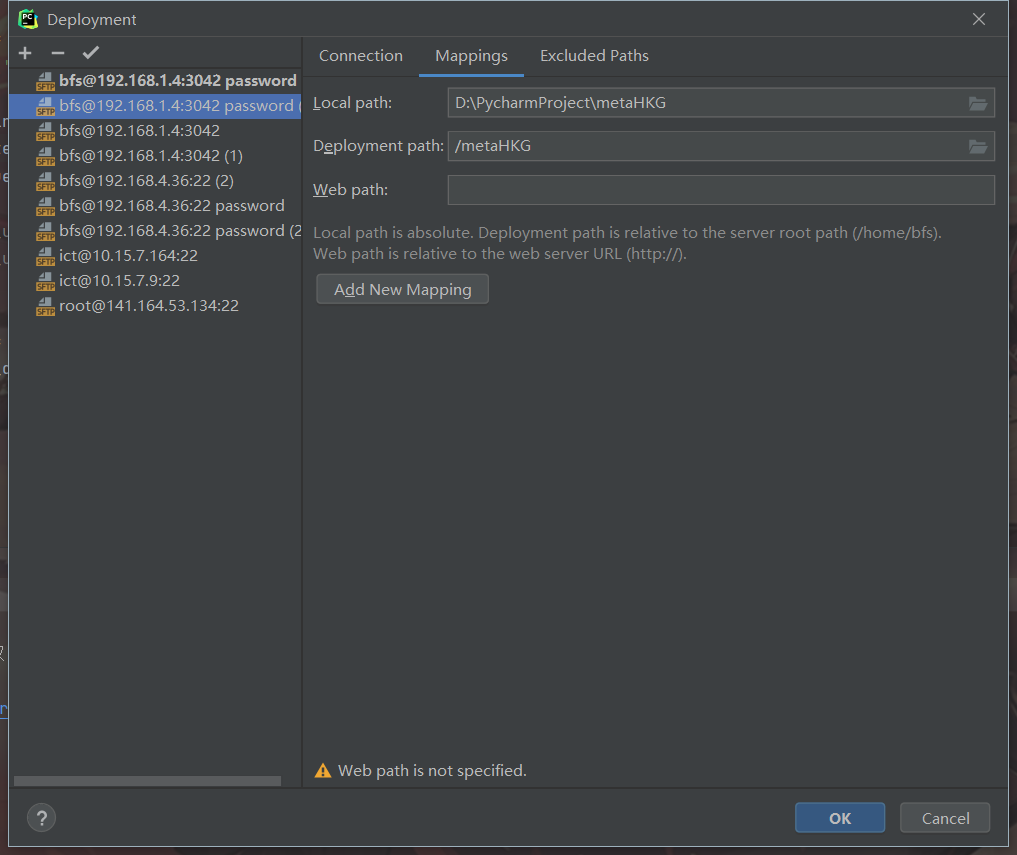 Deployment
Connection
Mappings
Excluded Paths
bfs@192.168.1.4:3042 password
bfs@192.168.1.4:3042 password (
bfs@192.168.1.4:3042
bfs@192.168.1.4:3042 (1)
bfs@192.168.4.36:22 (2)
bfs@192.168.4.36:22 password
bfs@192.168.4.36:22 password (2
ict@10.15.7.164:22
ict@10.15.7.9:22
root@141.164.53.134:22
Local path: D:\PycharmProject\metaHKG
Deployment path: /metaHKG
Web path:
Local path is absolute. Deployment path is relative to the server root path (/home/bfs).
Web path is relative to the web server URL (http://).
Add New Mapping
Web path is not specified.
?
OK
Cancel